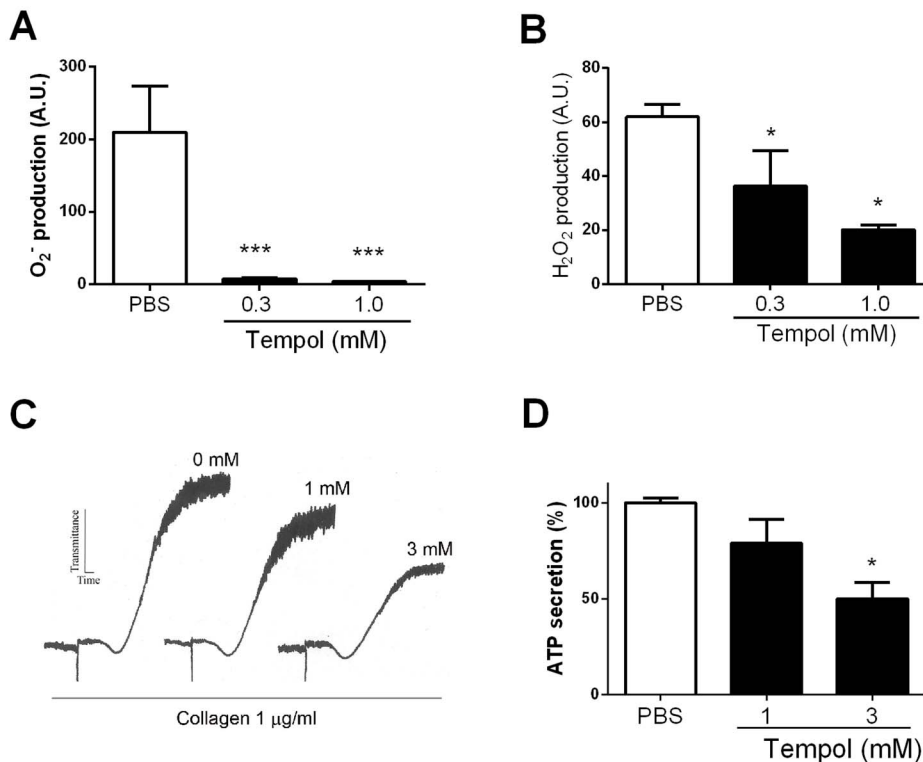 A
O₂⁻ production (A.U.)
300
200
100
0
***
***
PBS
0.3
1.0
Tempol (mM)
B
H₂O₂ production (A.U.)
80
60
40
20
0
*
*
PBS
0.3
1.0
Tempol (mM)
C
0 mM
1 mM
3 mM
Transmittance
Time
Collagen 1 μg/ml
D
ATP secretion (%)
100
50
0
*
PBS
1
3
Tempol (mM)